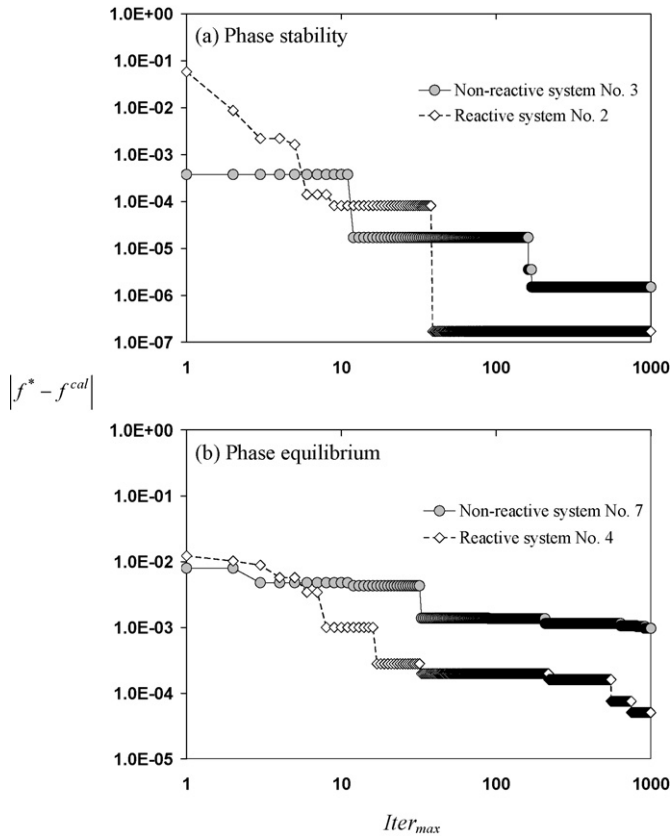 1.0E+00
(a) Phase stability
1.0E-01
Non-reactive system No. 3
1.0E-02
Reactive system No. 2
1.0E-03
1.0E-04
1.0E-05
1.0E-06
1.0E-07
1 10 100 1000
|f* – f^cal|
1.0E+00
(b) Phase equilibrium
1.0E-01
Non-reactive system No. 7
Reactive system No. 4
1.0E-02
1.0E-03
1.0E-04
1.0E-05
1 10 100 1000
Iter_max